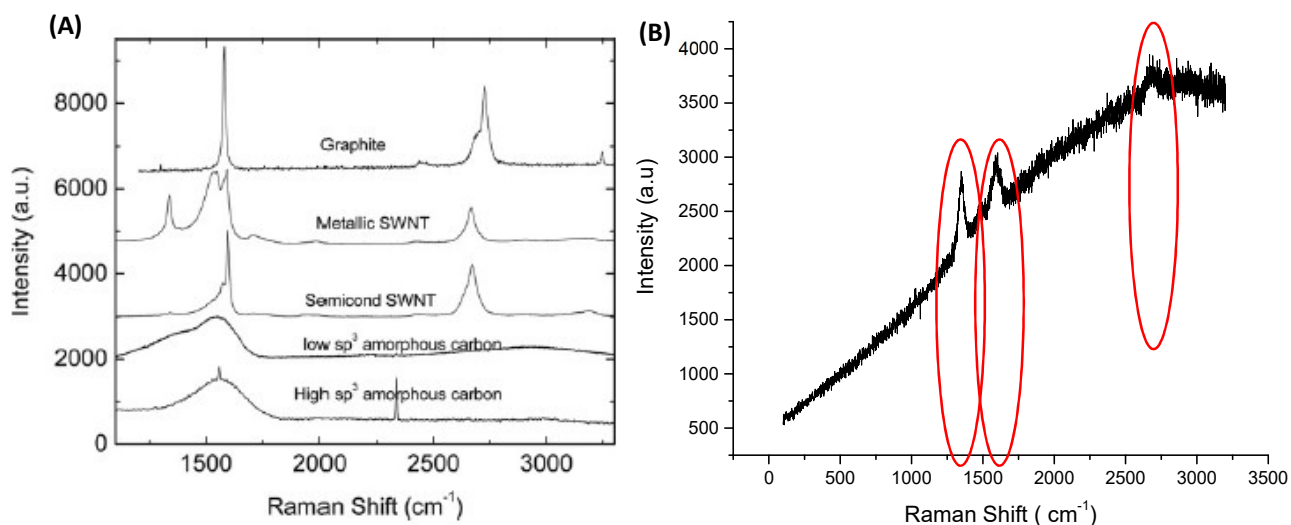 (A)
Intensity (a.u.)
8000
6000
4000
2000
0
Graphite
Metallic SWNT
Semicond SWNT
low sp³ amorphous carbon
High sp³ amorphous carbon
1500 2000 2500 3000
Raman Shift (cm⁻¹)
(B)
Intensity (a.u)
4000
3500
3000
2500
2000
1500
1000
500
0 500 1000 1500 2000 2500 3000 3500
Raman Shift ( cm⁻¹)